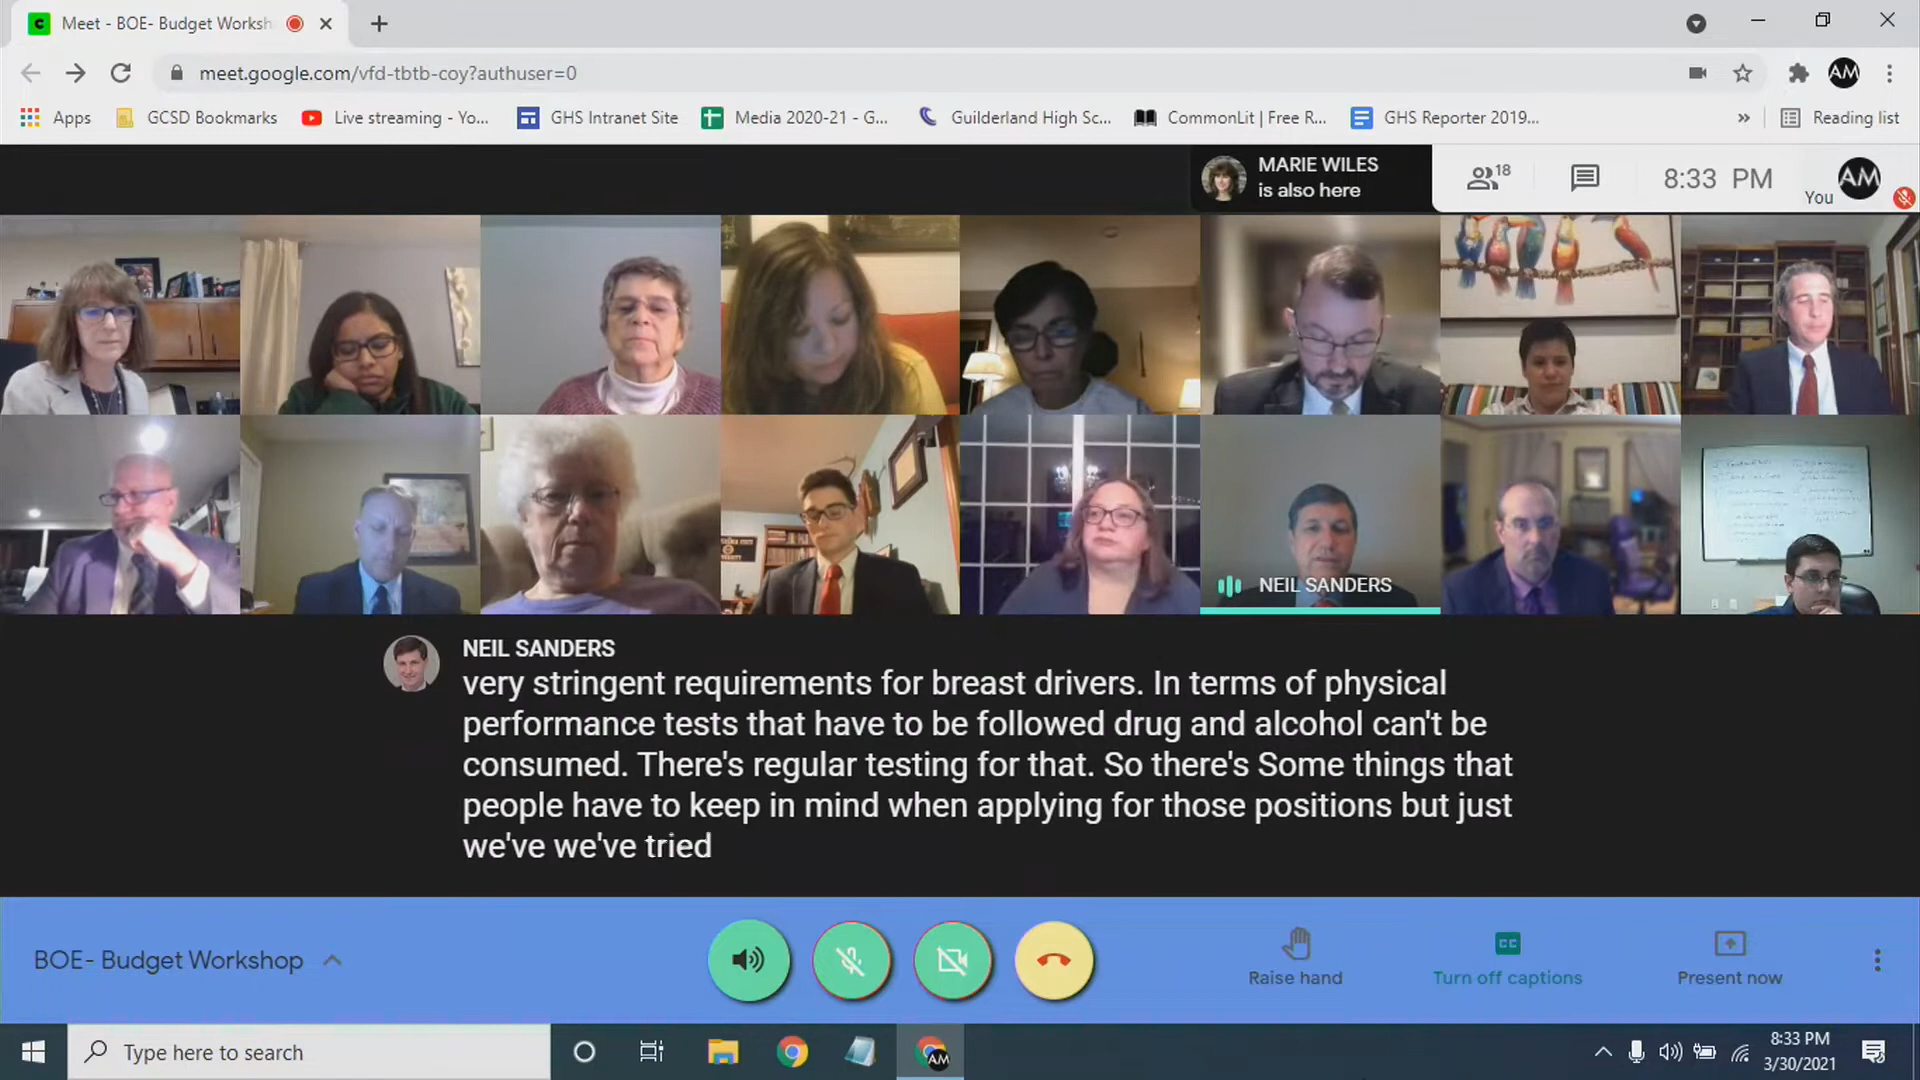 Meet - BOE- Budget Worksh
meet.google.com/vfd-tbtb-coy?authuser=0
AM
Apps
GCSD Bookmarks
Live streaming - Yo...
GHS Intranet Site
Media 2020-21 - G...
Guilderland High Sc...
CommonLit | Free R...
GHS Reporter 2019...
»
Reading list
MARIE WILES
is also here
18
8:33 PM
You
AM
NEIL SANDERS
NEIL SANDERS
very stringent requirements for breast drivers. In terms of physical
performance tests that have to be followed drug and alcohol can't be
consumed. There's regular testing for that. So there's Some things that
people have to keep in mind when applying for those positions but just
we've we've tried
BOE- Budget Workshop
Raise hand
CC
Turn off captions
Present now
Type here to search
AM
8:33 PM
3/30/2021